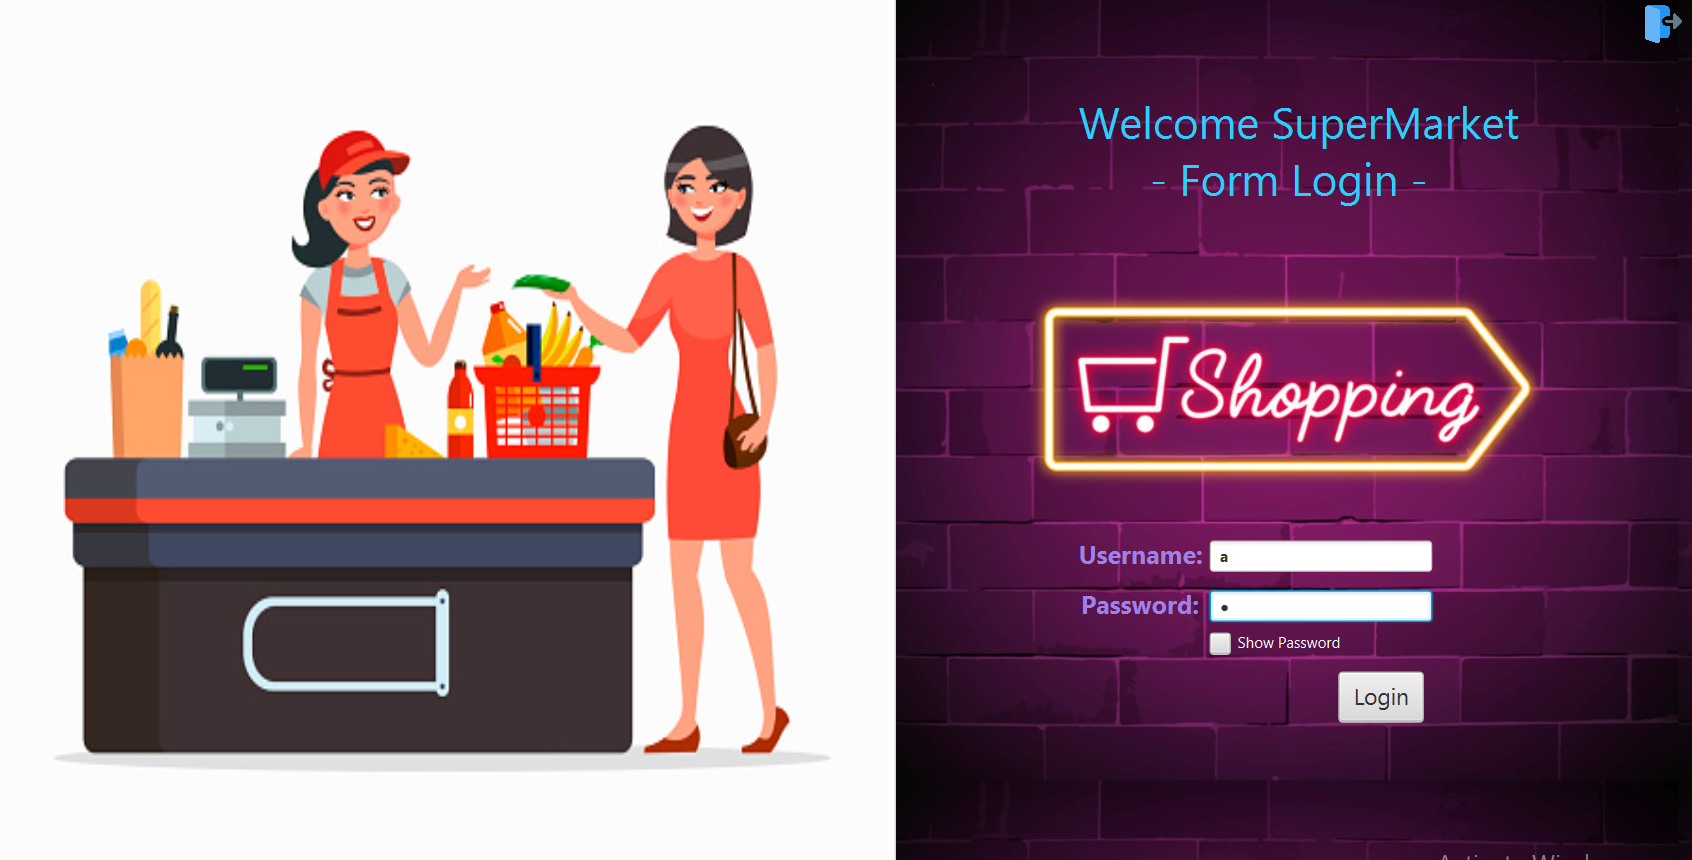 Welcome SuperMarket
- Form Login -
Shopping
Username: a
Password: •
Show Password
Login